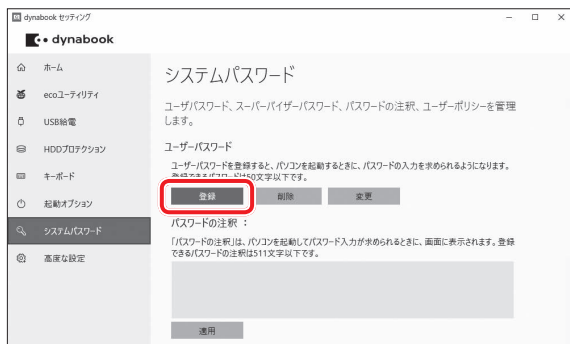 dynabook セッティング
dynabook
ホーム
ecoユーティリティ
USB給電
HDDプロテクション
キーボード
起動オプション
システムパスワード
高度な設定
システムパスワード
ユーザパスワード、スーパーバイザーパスワード、パスワードの注釈、ユーザーポリシーを管理
します。
ユーザーパスワード
ユーザーパスワードを登録すると、パソコンを起動するときに、パスワードの入力を求められるようになります。
登録できるパスワードは50文字以下です。
登録 削除 変更
パスワードの注釈 :
「パスワードの注釈」は、パソコンを起動してパスワード入力が求められるときに、画面に表示されます。登録
できるパスワードの注釈は511文字以下です。
適用